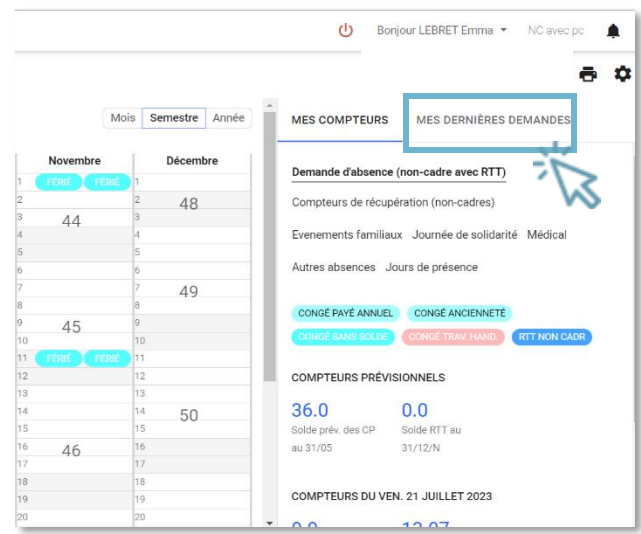 Bonjour LEBRET Emma NC avec pc
Mois Semestre Année
MES COMPTEURS MES DERNIÈRES DEMANDES
Novembre Décembre
1 FÉRIÉ FÉRIÉ 1
2 2 48
3 44 3
4 4
5 5
6 6
7 7 49
8 8
9 45 9
10 10
11 FÉRIÉ FÉRIÉ 11
12 12
13 13
14 14 50
15 15
16 46 16
17 17
18 18
19 19
20 20
Demande d'absence (non-cadre avec RTT)
Compteurs de récupération (non-cadres)
Evenements familiaux Journée de solidarité Médical
Autres absences Jours de présence
CONGÉ PAYÉ ANNUEL CONGÉ ANCIENNETÉ
CONGÉ SANS SOLDE CONGÉ TRAV. HAND. RTT NON CADR
COMPTEURS PRÉVISIONNELS
36.0 0.0
Solde prév. des CP Solde RTT au
au 31/05 31/12/N
COMPTEURS DU VEN. 21 JUILLET 2023